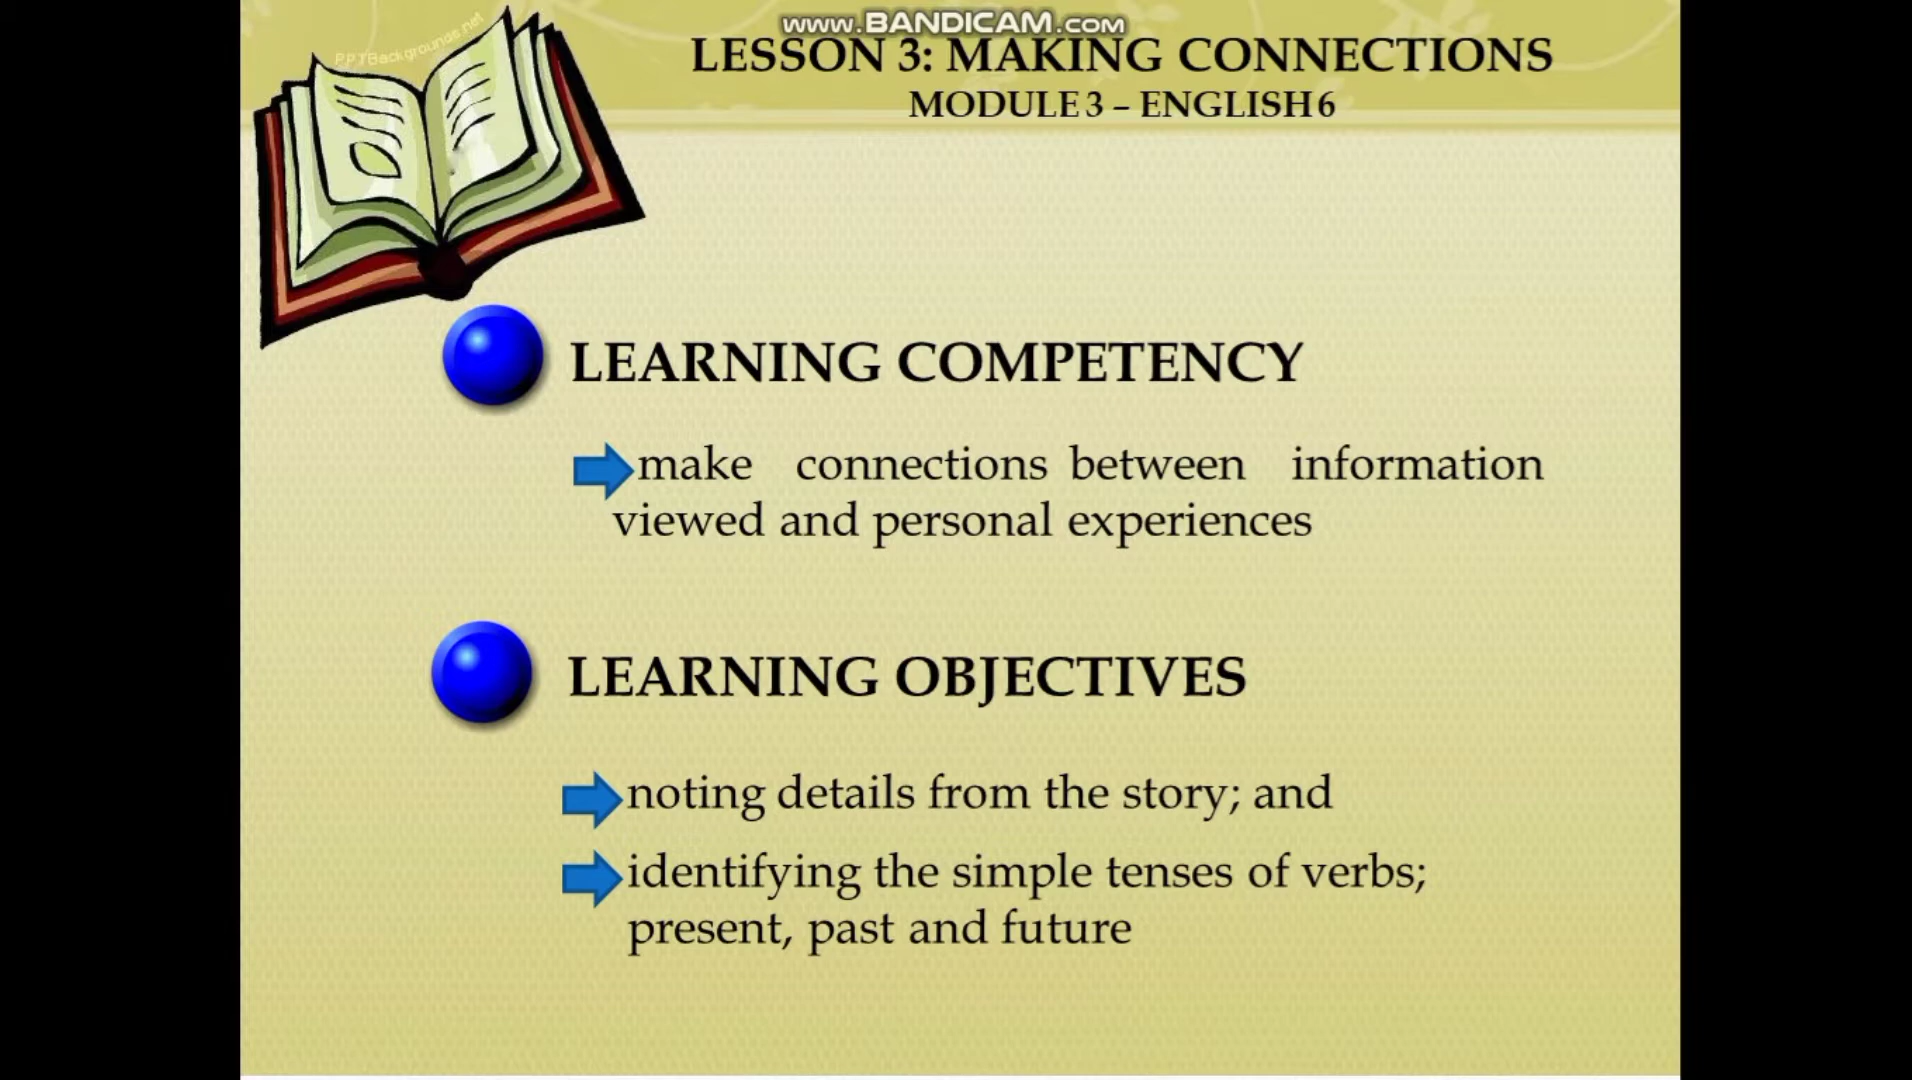 www.BANDICAM.com
PPTBackgrounds.net
LESSON 3: MAKING CONNECTIONS
MODULE 3 – ENGLISH 6
LEARNING COMPETENCY
make connections between information
viewed and personal experiences
LEARNING OBJECTIVES
noting details from the story; and
identifying the simple tenses of verbs;
present, past and future